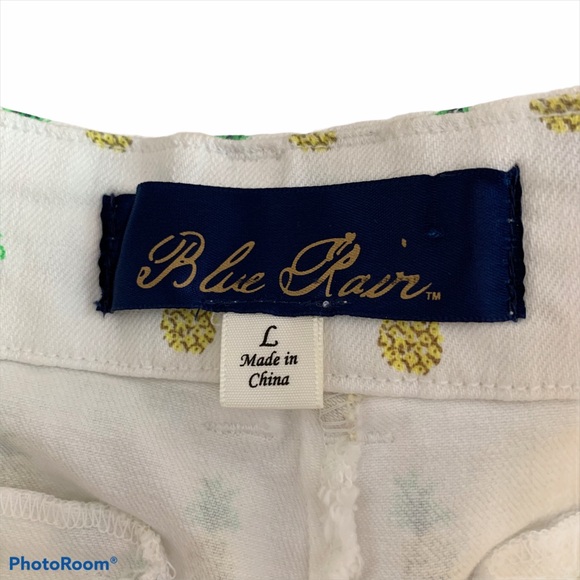 Blue Rain™
L
Made in
China
PhotoRoom®